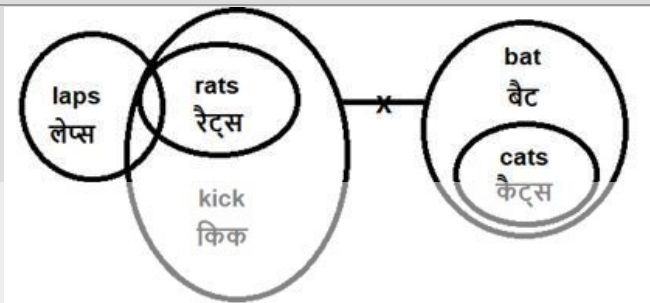 laps
लेप्स
rats
रैट्स
kick
किक
x
bat
बैट
cats
कैट्स